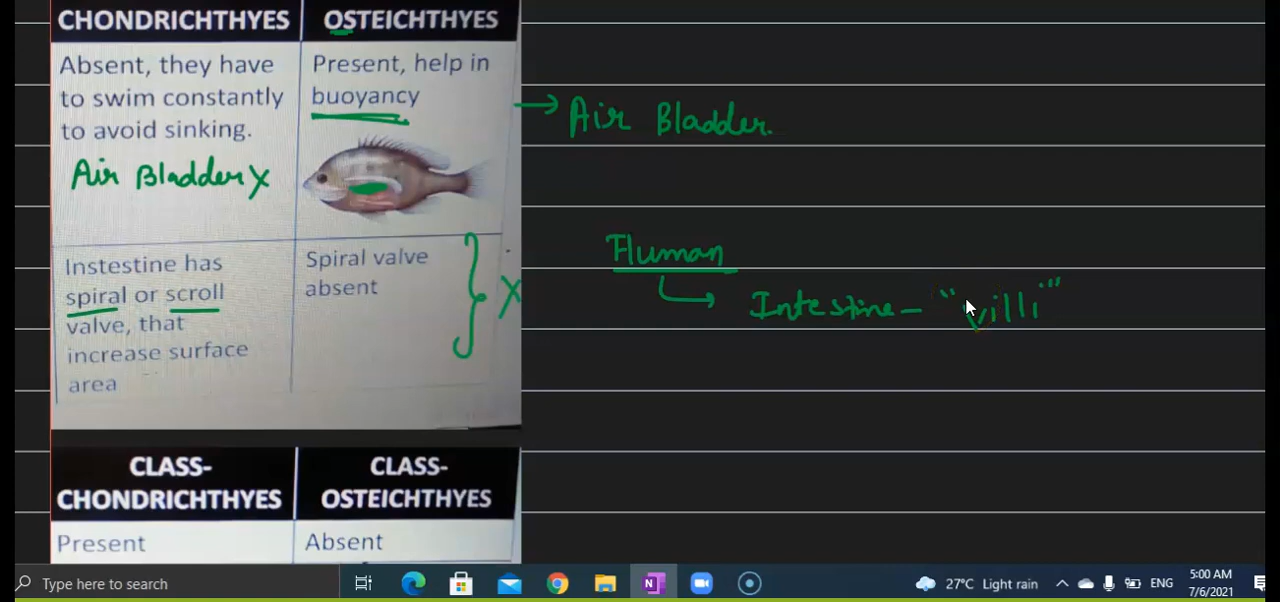 CHONDRICHTHYES
OSTEICHTHYES
Absent, they have
to swim constantly
to avoid sinking.
Air Bladder X
Present, help in
buoyancy
→ Air Bladder.
Instestine has
spiral or scroll
valve, that
increase surface
area
Spiral valve
absent
X
Human
Intestine - "villi"
CLASS-
CHONDRICHTHYES
CLASS-
OSTEICHTHYES
Present
Absent
Type here to search
27°C Light rain
ENG
5:00 AM
7/6/2021